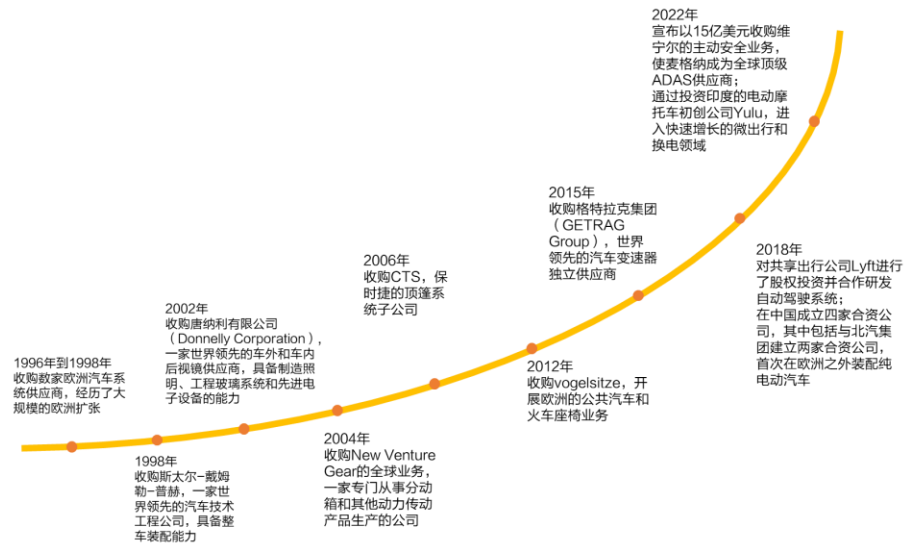 1996年到1998年
收购数家欧洲汽车系
统供应商，经历了大
规模的欧洲扩张
1998年
收购斯太尔-戴姆
勒-普赫，一家世
界领先的汽车技术
工程公司，具备整
车装配能力
2002年
收购唐纳利有限公司
（Donnelly Corporation），
一家世界领先的车外和车内
后视镜供应商，具备制造照
明、工程玻璃系统和先进电
子设备的能力
2004年
收购New Venture
Gear的全球业务，
一家专门从事分动
箱和其他动力传动
产品生产的公司
2006年
收购CTS，保
时捷的顶篷系
统子公司
2012年
收购vogelsitze，开
展欧洲的公共汽车和
火车座椅业务
2015年
收购格特拉克集团
（GETRAG
Group），世界
领先的汽车变速器
独立供应商
2018年
对共享出行公司Lyft进行
了股权投资并合作研发
自动驾驶系统；
在中国成立四家合资公
司，其中包括与北汽集
团建立两家合资公司，
首次在欧洲之外装配纯
电动汽车
2022年
宣布以15亿美元收购维
宁尔的主动安全业务，
使麦格纳成为全球顶级
ADAS供应商；
通过投资印度的电动摩
托车初创公司Yulu，进
入快速增长的微出行和
换电领域